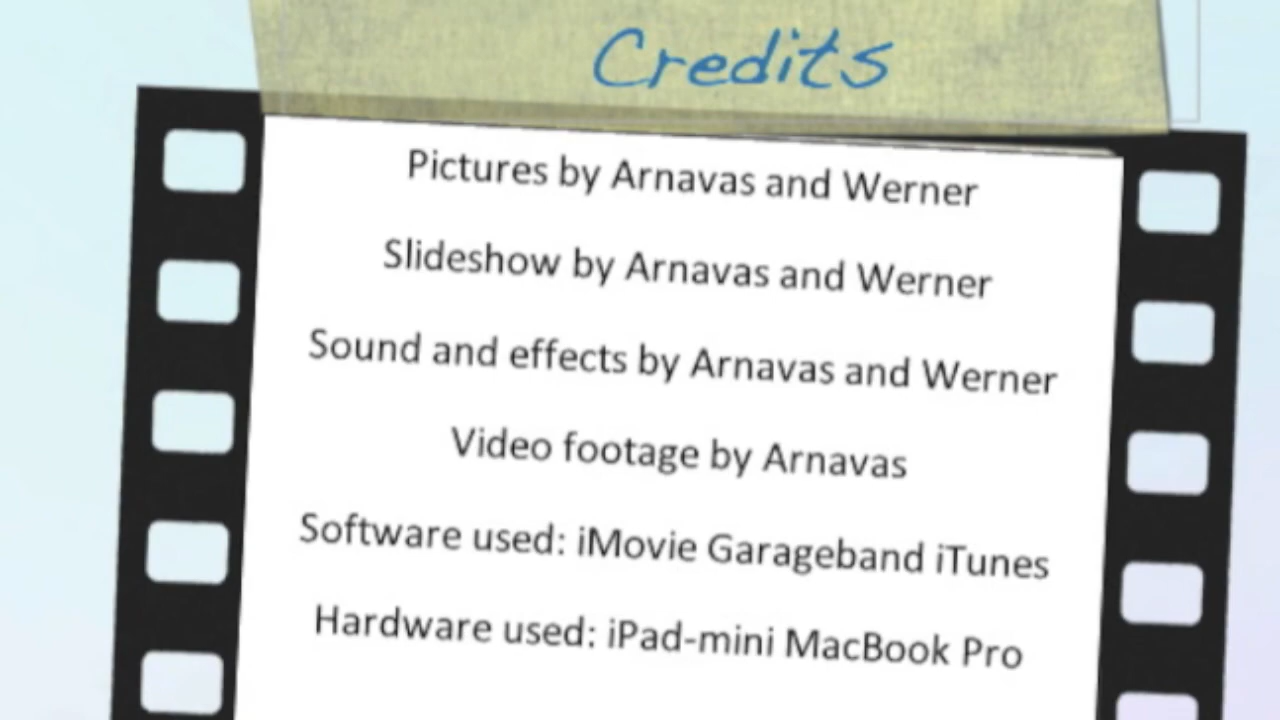 Credits
Pictures by Arnavas and Werner
Slideshow by Arnavas and Werner
Sound and effects by Arnavas and Werner
Video footage by Arnavas
Software used: iMovie Garageband iTunes
Hardware used: iPad-mini MacBook Pro